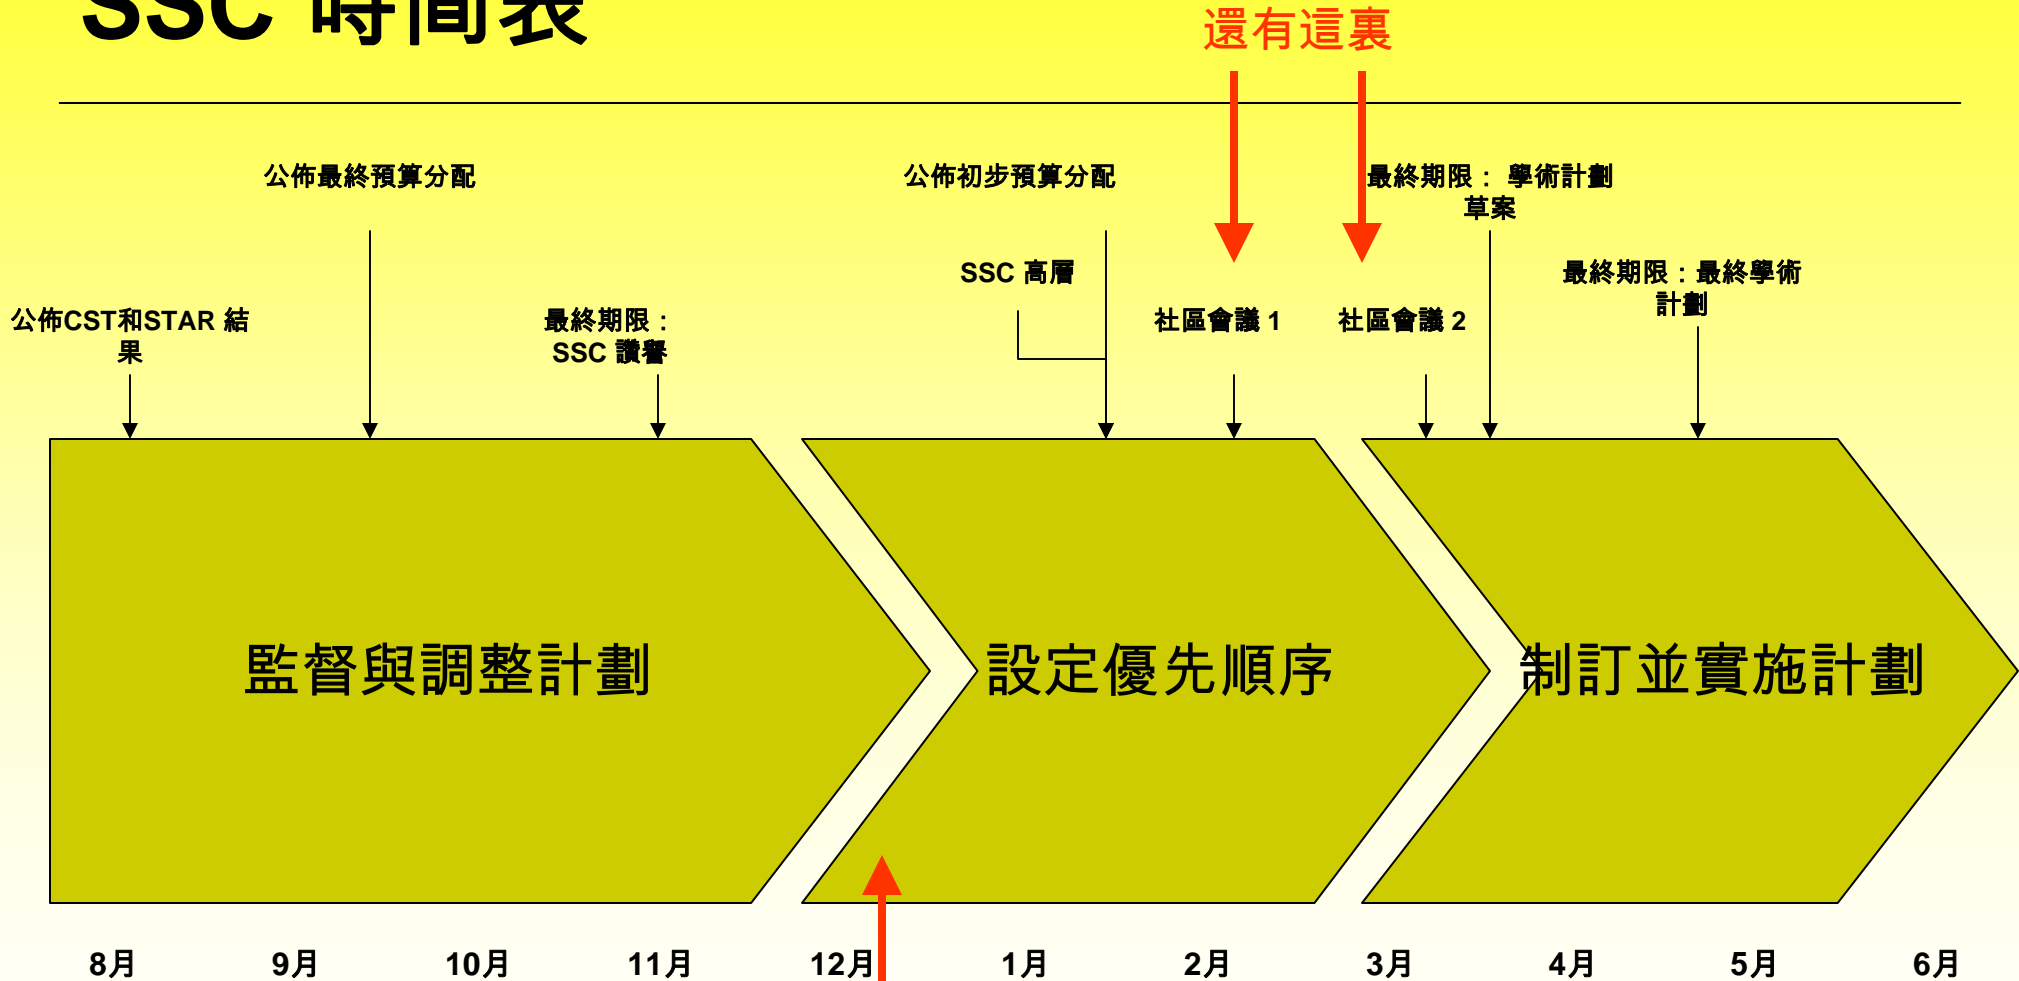 SSC 時間表
還有這裏
公佈最終預算分配
公佈初步預算分配
最終期限： 學術計劃
草案
SSC 高層
最終期限：最終學術
計劃
公佈CST和STAR 結
果
最終期限：
SSC 讚譽
社區會議 1
社區會議 2
監督與調整計劃
設定優先順序
制訂並實施計劃
8月
9月
10月
11月
12月
1月
2月
3月
4月
5月
6月